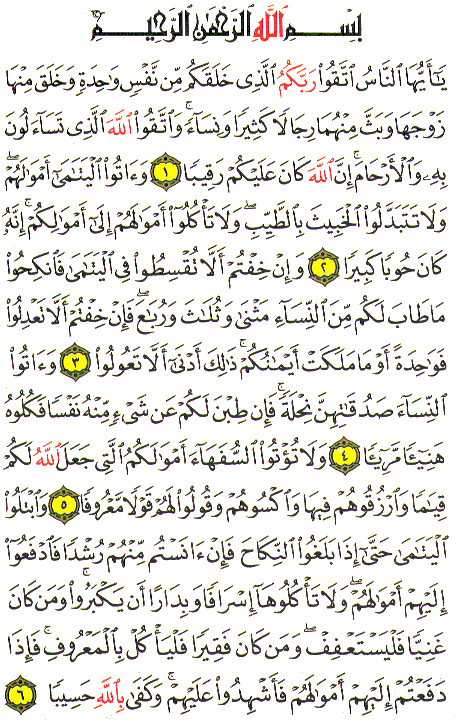 بِسْمِ ٱللَّهِ ٱلرَّحْمَٰنِ ٱلرَّحِيمِ
يَٰٓأَيُّهَا ٱلنَّاسُ ٱتَّقُوا۟ رَبَّكُمُ ٱلَّذِى خَلَقَكُم مِّن نَّفْسٍ وَٰحِدَةٍ وَخَلَقَ مِنْهَا
زَوْجَهَا وَبَثَّ مِنْهُمَا رِجَالًا كَثِيرًا وَنِسَآءً ۚ وَٱتَّقُوا۟ ٱللَّهَ ٱلَّذِى تَسَآءَلُونَ
بِهِۦ وَٱلْأَرْحَامَ ۚ إِنَّ ٱللَّهَ كَانَ عَلَيْكُمْ رَقِيبًا ١ وَءَاتُوا۟ ٱلْيَتَٰمَىٰٓ أَمْوَٰلَهُمْ ۖ
وَلَا تَتَبَدَّلُوا۟ ٱلْخَبِيثَ بِٱلطَّيِّبِ ۖ وَلَا تَأْكُلُوٓا۟ أَمْوَٰلَهُمْ إِلَىٰٓ أَمْوَٰلِكُمْ ۚ إِنَّهُۥ
كَانَ حُوبًا كَبِيرًا ٢ وَإِنْ خِفْتُمْ أَلَّا تُقْسِطُوا۟ فِى ٱلْيَتَٰمَىٰ فَٱنكِحُوا۟
مَا طَابَ لَكُم مِّنَ ٱلنِّسَآءِ مَثْنَىٰ وَثُلَٰثَ وَرُبَٰعَ ۖ فَإِنْ خِفْتُمْ أَلَّا تَعْدِلُوا۟
فَوَٰحِدَةً أَوْ مَا مَلَكَتْ أَيْمَٰنُكُمْ ۚ ذَٰلِكَ أَدْنَىٰٓ أَلَّا تَعُولُوا۟ ٣ وَءَاتُوا۟
ٱلنِّسَآءَ صَدُقَٰتِهِنَّ نِحْلَةً ۚ فَإِن طِبْنَ لَكُمْ عَن شَىْءٍ مِّنْهُ نَفْسًا فَكُلُوهُ
هَنِيٓـًٔا مَّرِيٓـًٔا ٤ وَلَا تُؤْتُوا۟ ٱلسُّفَهَآءَ أَمْوَٰلَكُمُ ٱلَّتِى جَعَلَ ٱللَّهُ لَكُمْ
قِيَٰمًا وَٱرْزُقُوهُمْ فِيهَا وَٱكْسُوهُمْ وَقُولُوا۟ لَهُمْ قَوْلًا مَّعْرُوفًا ٥ وَٱبْتَلُوا۟
ٱلْيَتَٰمَىٰ حَتَّىٰٓ إِذَا بَلَغُوا۟ ٱلنِّكَاحَ فَإِنْ ءَانَسْتُم مِّنْهُمْ رُشْدًا فَٱدْفَعُوٓا۟
إِلَيْهِمْ أَمْوَٰلَهُمْ ۖ وَلَا تَأْكُلُوهَآ إِسْرَافًا وَبِدَارًا أَن يَكْبَرُوا۟ ۚ وَمَن كَانَ
غَنِيًّا فَلْيَسْتَعْفِفْ ۖ وَمَن كَانَ فَقِيرًا فَلْيَأْكُلْ بِٱلْمَعْرُوفِ ۚ فَإِذَا
دَفَعْتُمْ إِلَيْهِمْ أَمْوَٰلَهُمْ فَأَشْهِدُوا۟ عَلَيْهِمْ ۚ وَكَفَىٰ بِٱللَّهِ حَسِيبًا ٦